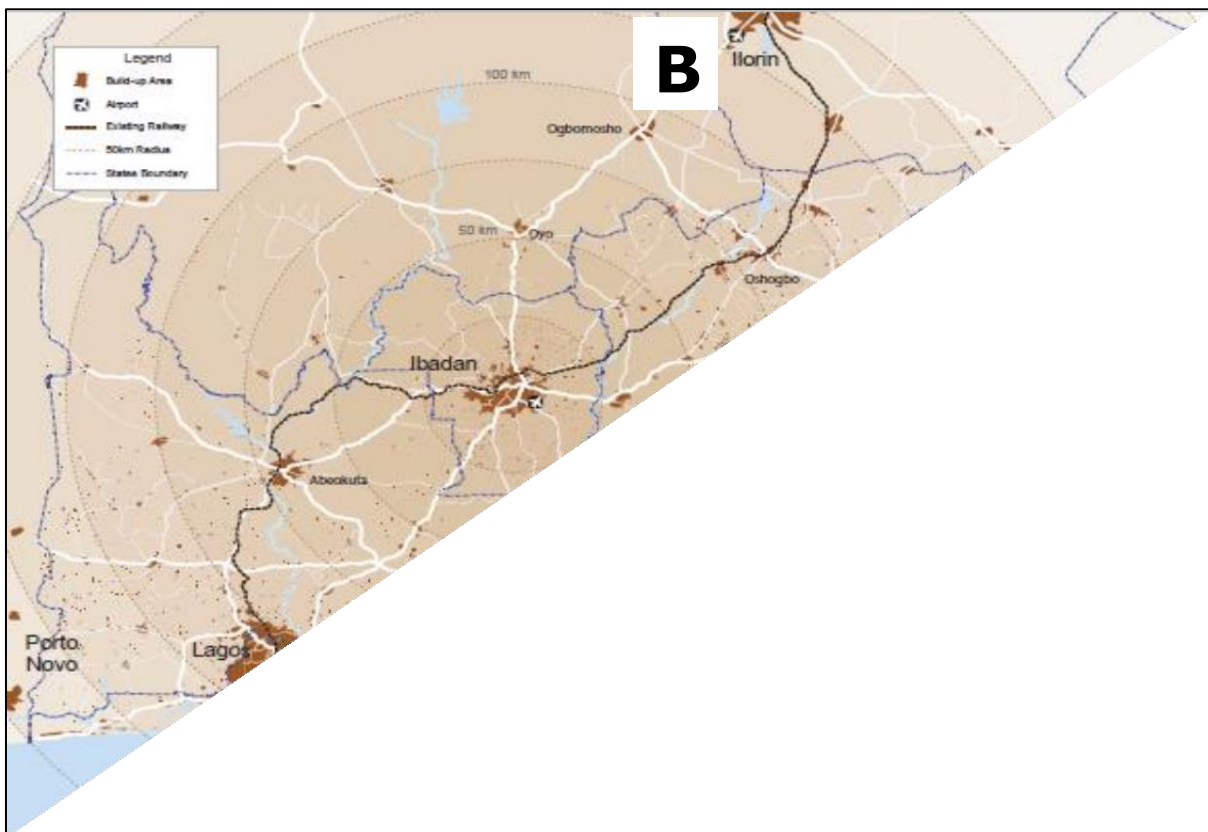 B
Legend
Build-up Area
Airport
Existing Railway
50km Radius
States Boundary
Ilorin
100 km
Ogbomosho
50 km
Oyo
Oshogbo
Ibadan
Abeokuta
Porto
Novo
Lagos